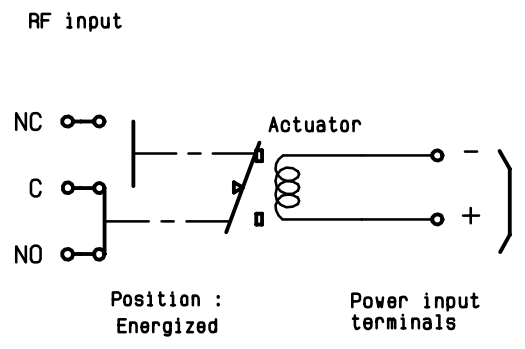 RF input
NC
Actuator
-
C
+
NO
Position :
Energized
Power input
terminals